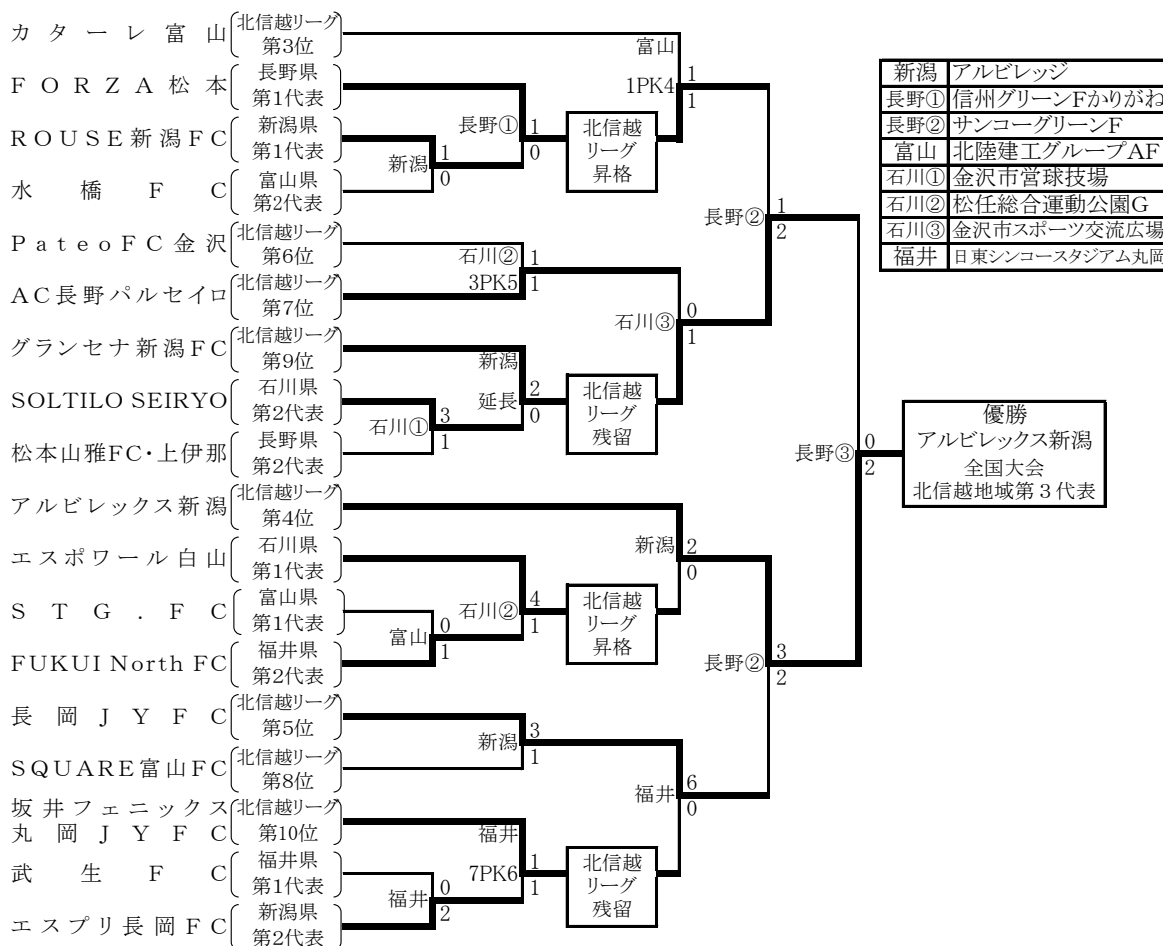 カターレ富山
北信越リーグ
第3位
FORZA松本
長野県
第1代表
ROUSE新潟FC
新潟県
第1代表
水橋FC
富山県
第2代表
PateoFC金沢
北信越リーグ
第6位
AC長野パルセイロ
北信越リーグ
第7位
グランセナ新潟FC
北信越リーグ
第9位
SOLTILO SEIRYO
石川県
第2代表
松本山雅FC・上伊那
長野県
第2代表
アルビレックス新潟
北信越リーグ
第4位
エスポワール白山
石川県
第1代表
STG.FC
富山県
第1代表
FUKUI North FC
福井県
第2代表
長岡JYFC
北信越リーグ
第5位
SQUARE富山FC
北信越リーグ
第8位
坂井フェニックス
丸岡JYFC
北信越リーグ
第10位
武生FC
福井県
第1代表
エスプリ長岡FC
新潟県
第2代表
新潟
1
0
石川①
3
1
富山
0
1
福井
0
2
長野①
1
0
石川②
3PK5
1
1
新潟
延長
2
0
石川②
4
1
新潟
3
1
福井
7PK6
1
1
北信越
リーグ
昇格
北信越
リーグ
残留
北信越
リーグ
昇格
北信越
リーグ
残留
富山
1PK4
1
1
石川③
0
1
新潟
2
0
福井
6
0
長野②
1
2
長野②
3
2
長野③
0
2
優勝
アルビレックス新潟
全国大会
北信越地域第3代表
新潟 アルビレッジ
長野① 信州グリーンFかりがね
長野② サンコーグリーンF
富山 北陸建工グループAF
石川① 金沢市営球技場
石川② 松任総合運動公園G
石川③ 金沢市スポーツ交流広場
福井 日東シンコースタジアム丸岡